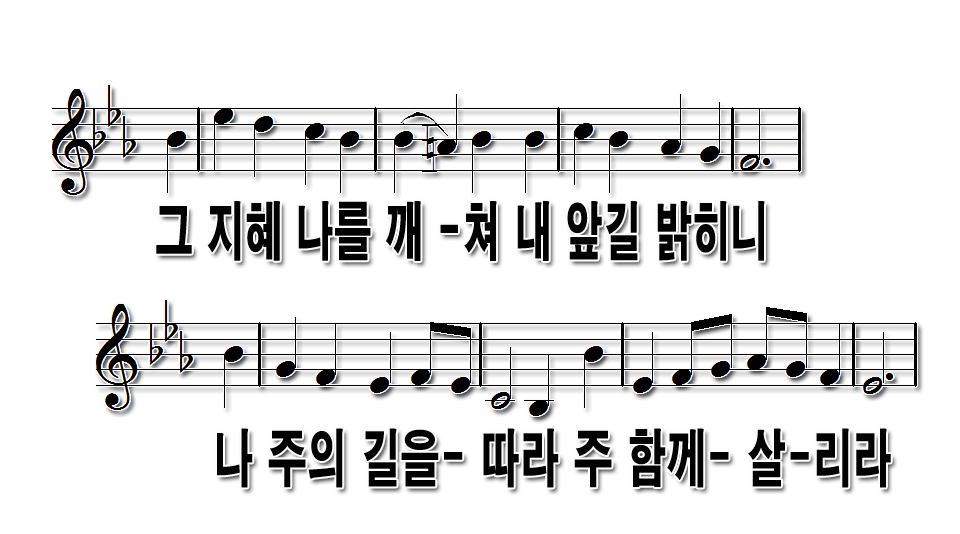 그 지혜 나를 깨 -쳐 내 앞길 밝히니
나 주의 길을- 따라 주 함께- 살-리라